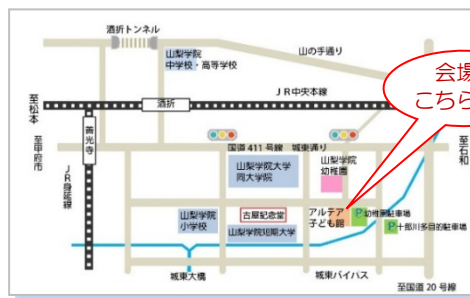 酒折トンネル
山の手通り
山梨学院
中学校・高等学校
JR中央本線
会場
こちら
至松本
酒折
至石和
善光寺
至甲府市
国道411号線 城東通り
山梨学院大学
同大学院
山梨学院
幼稚園
JR身延線
山梨学院
小学校
古屋記念堂
アルテア
子ども館
P 幼稚園駐車場
山梨学院短期大学
P 十郎川多目的駐車場
城東大橋
城東バイパス
至国道20号線